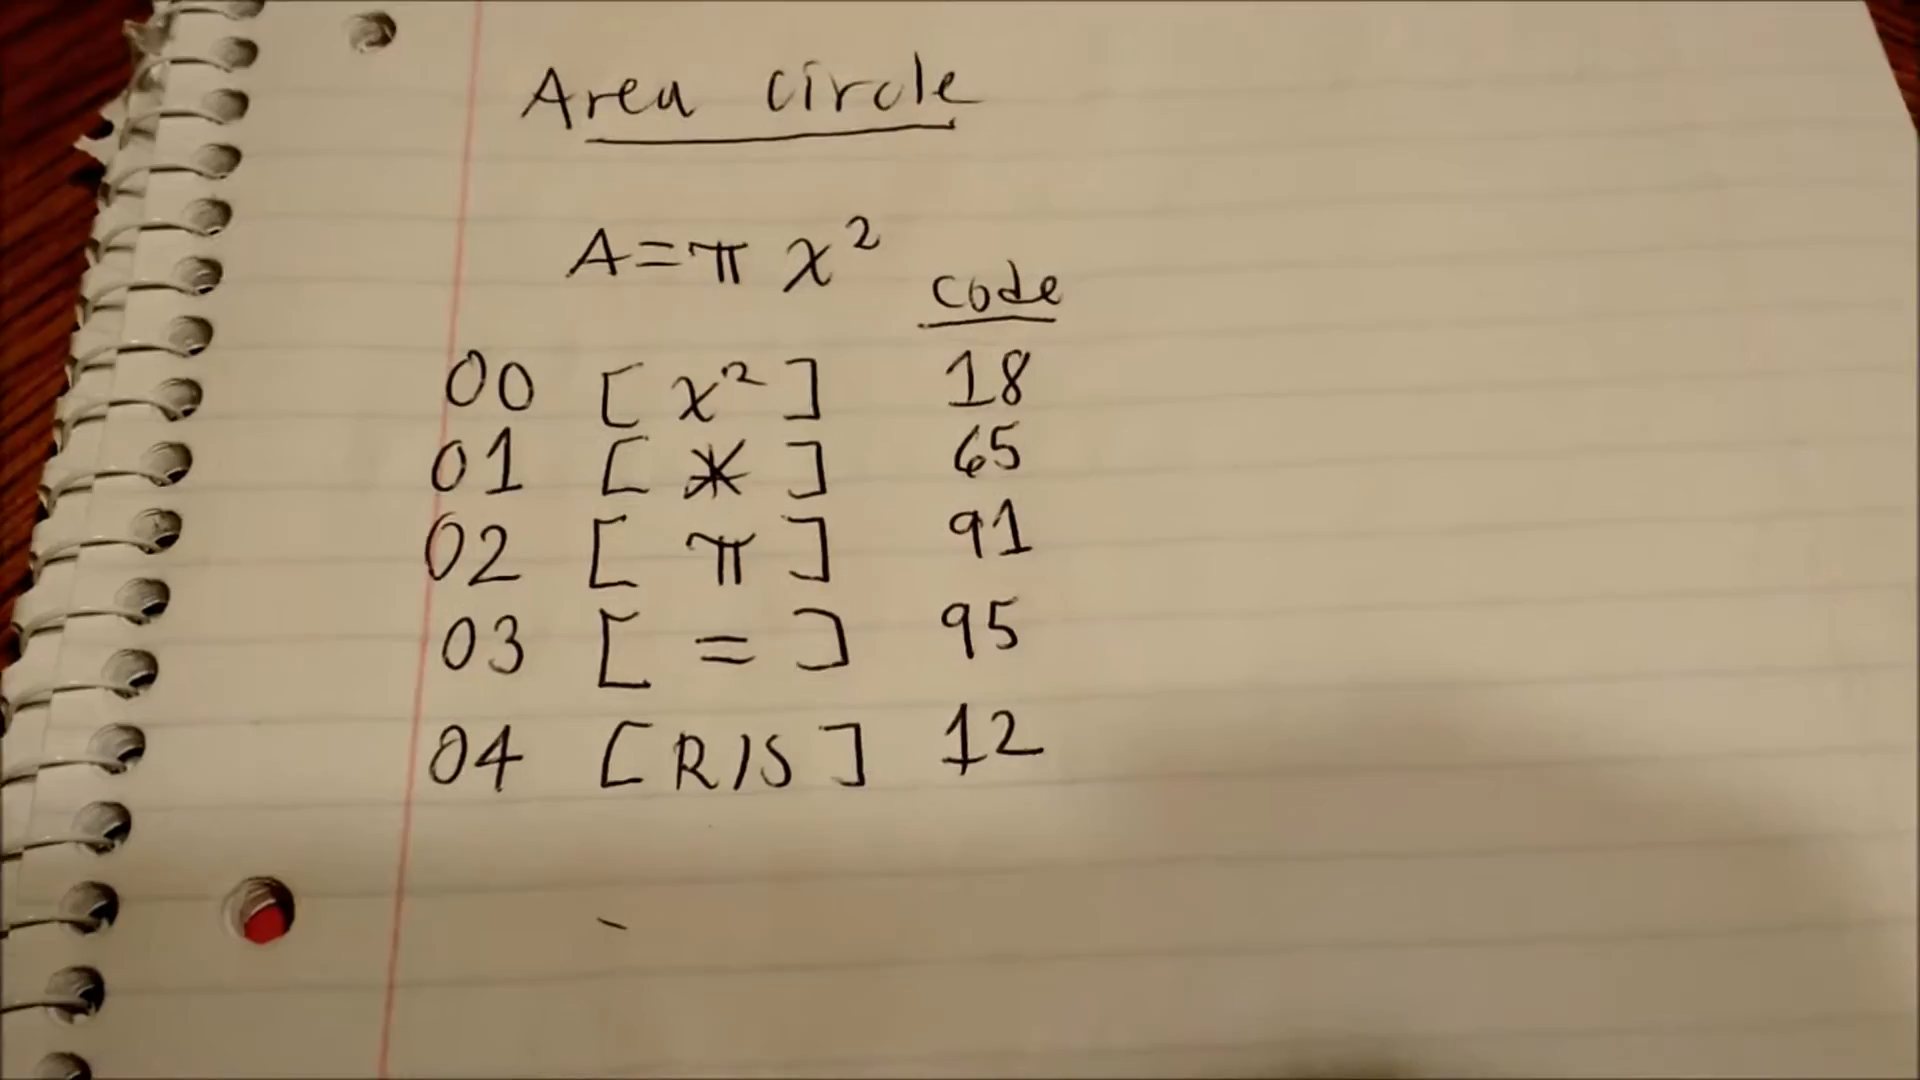 Area circle
A=π x²
code
00 [ x² ] 18
01 [ * ] 65
02 [ π ] 91
03 [ = ] 95
04 [ R/S ] 12